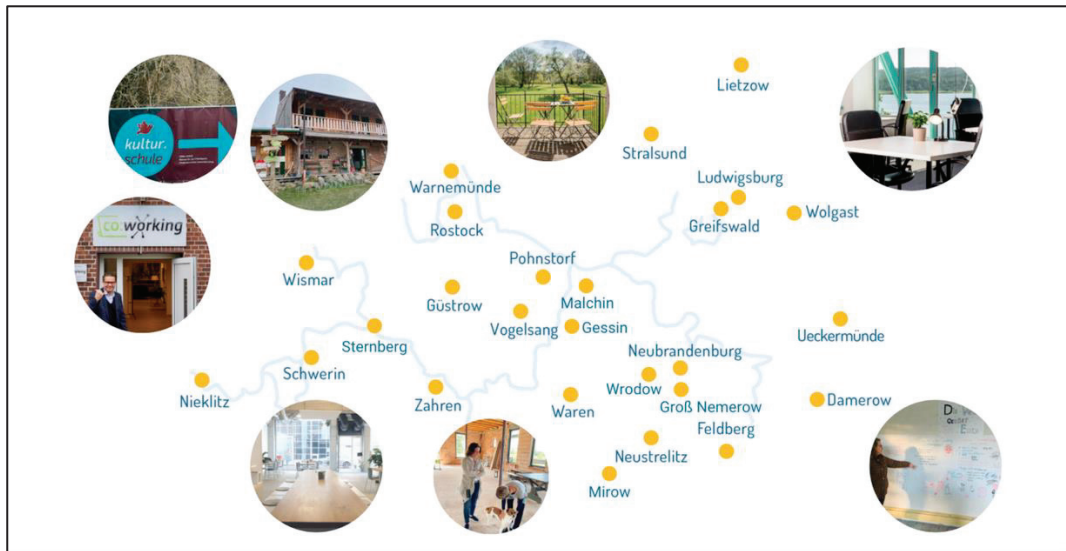 Lietzow
kultur.
schule
Stralsund
Warnemünde
Ludwigsburg
Rostock
Greifswald
Wolgast
co:working
Pohnstorf
Wismar
Malchin
Güstrow
Vogelsang
Gessin
Ueckermünde
Sternberg
Neubrandenburg
Schwerin
Wrodow
Nieklitz
Zahren
Waren
Groß Nemerow
Damerow
Feldberg
Neustrelitz
Mirow